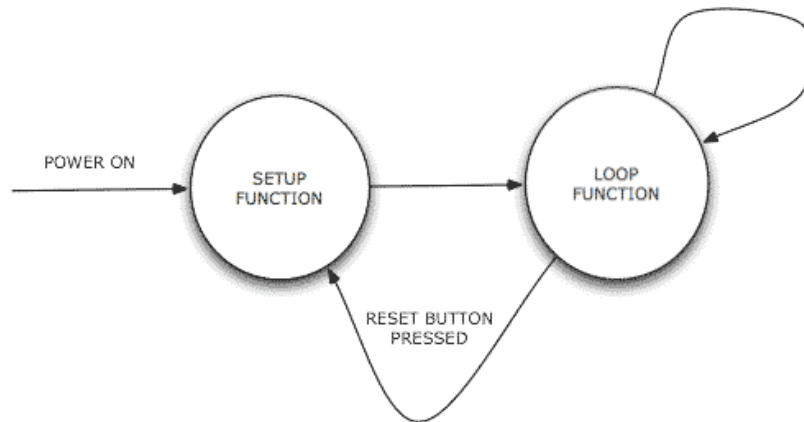 POWER ON
SETUP
FUNCTION
LOOP
FUNCTION
RESET BUTTON
PRESSED